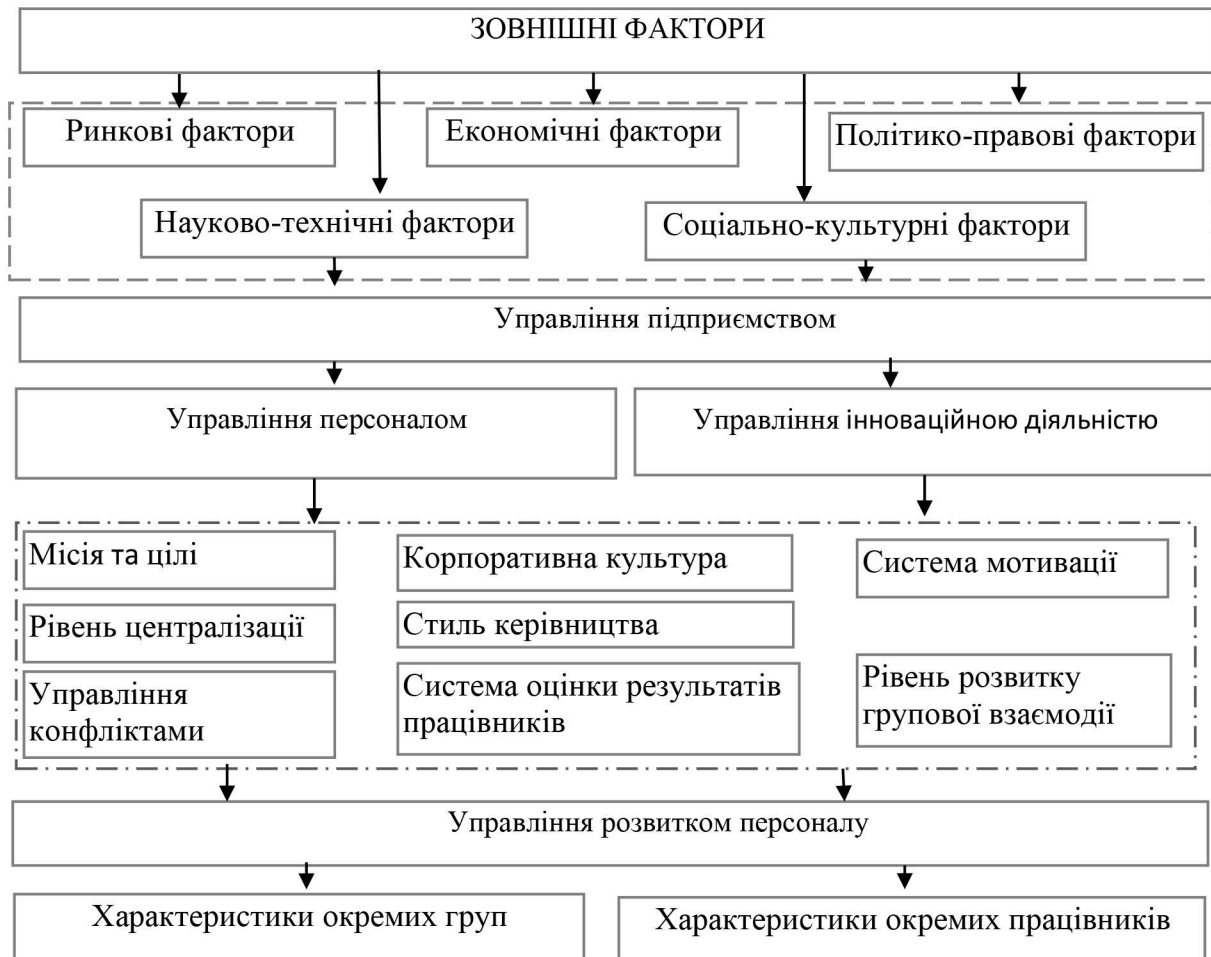 ЗОВНІШНІ ФАКТОРИ
Ринкові фактори
Економічні фактори
Політико-правові фактори
Науково-технічні фактори
Соціально-культурні фактори
Управління підприємством
Управління персоналом
Управління інноваційною діяльністю
Місія та цілі
Корпоративна культура
Система мотивації
Рівень централізації
Стиль керівництва
Управління
конфліктами
Система оцінки результатів
працівників
Рівень розвитку
групової взаємодії
Управління розвитком персоналу
Характеристики окремих груп
Характеристики окремих працівників